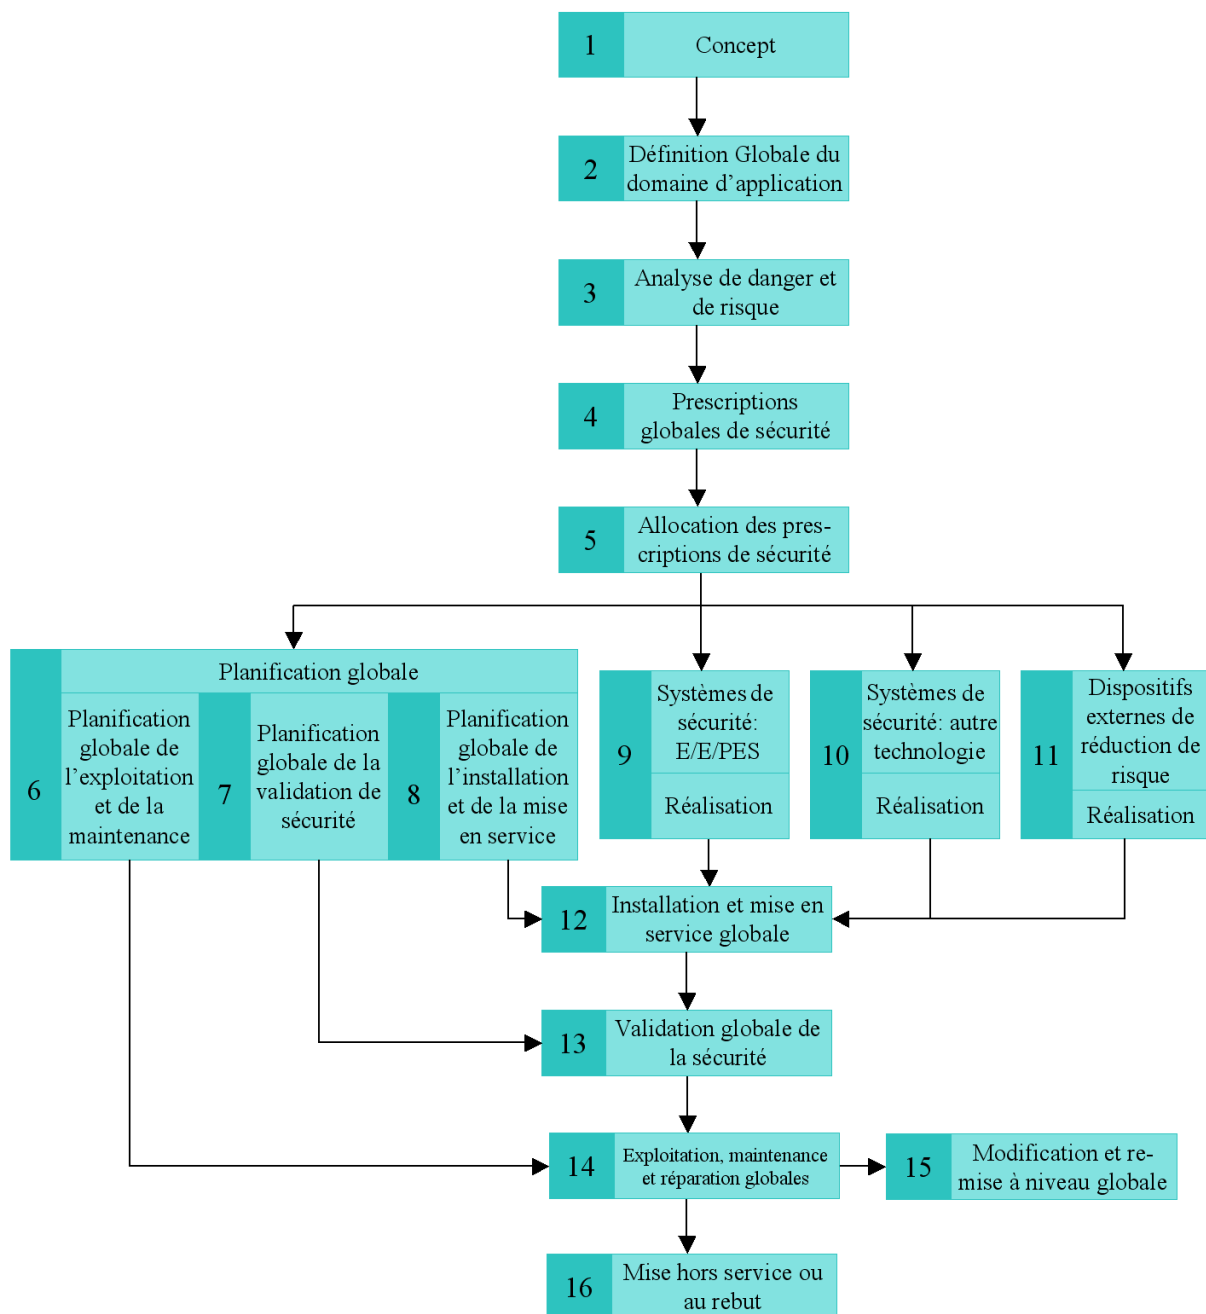 1
Concept
2
Définition Globale du
domaine d’application
3
Analyse de danger et
de risque
4
Prescriptions
globales de sécurité
5
Allocation des pres-
criptions de sécurité
Planification globale
6
Planification
globale de
l’exploitation
et de la
maintenance
7
Planification
globale de la
validation de
sécurité
8
Planification
globale de
l’installation
et de la mise
en service
9
Systèmes de
sécurité:
E/E/PES
Réalisation
10
Systèmes de
sécurité: autre
technologie
Réalisation
11
Dispositifs
externes de
réduction de
risque
Réalisation
12
Installation et mise en
service globale
13
Validation globale de
la sécurité
14
Exploitation, maintenance
et réparation globales
15
Modification et re-
mise à niveau globale
16
Mise hors service ou
au rebut